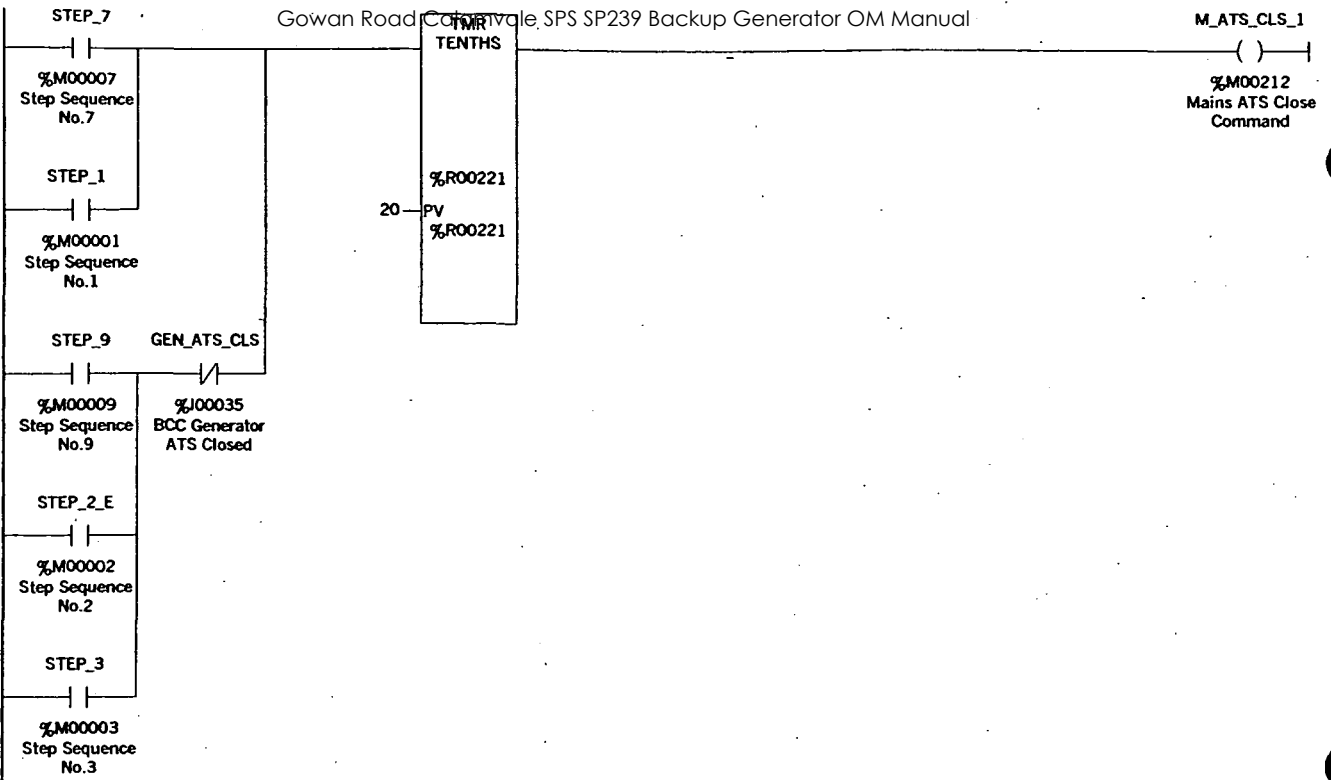 Gowan Road Calamvale SPS SP239 Backup Generator OM Manual
STEP_7
%M00007
Step Sequence
No.7
TMR
TENTHS
%R00221
20
PV
%R00221
M_ATS_CLS_1
%M00212
Mains ATS Close
Command
STEP_1
%M00001
Step Sequence
No.1
STEP_9
%M00009
Step Sequence
No.9
GEN_ATS_CLS
%I00035
BCC Generator
ATS Closed
STEP_2_E
%M00002
Step Sequence
No.2
STEP_3
%M00003
Step Sequence
No.3